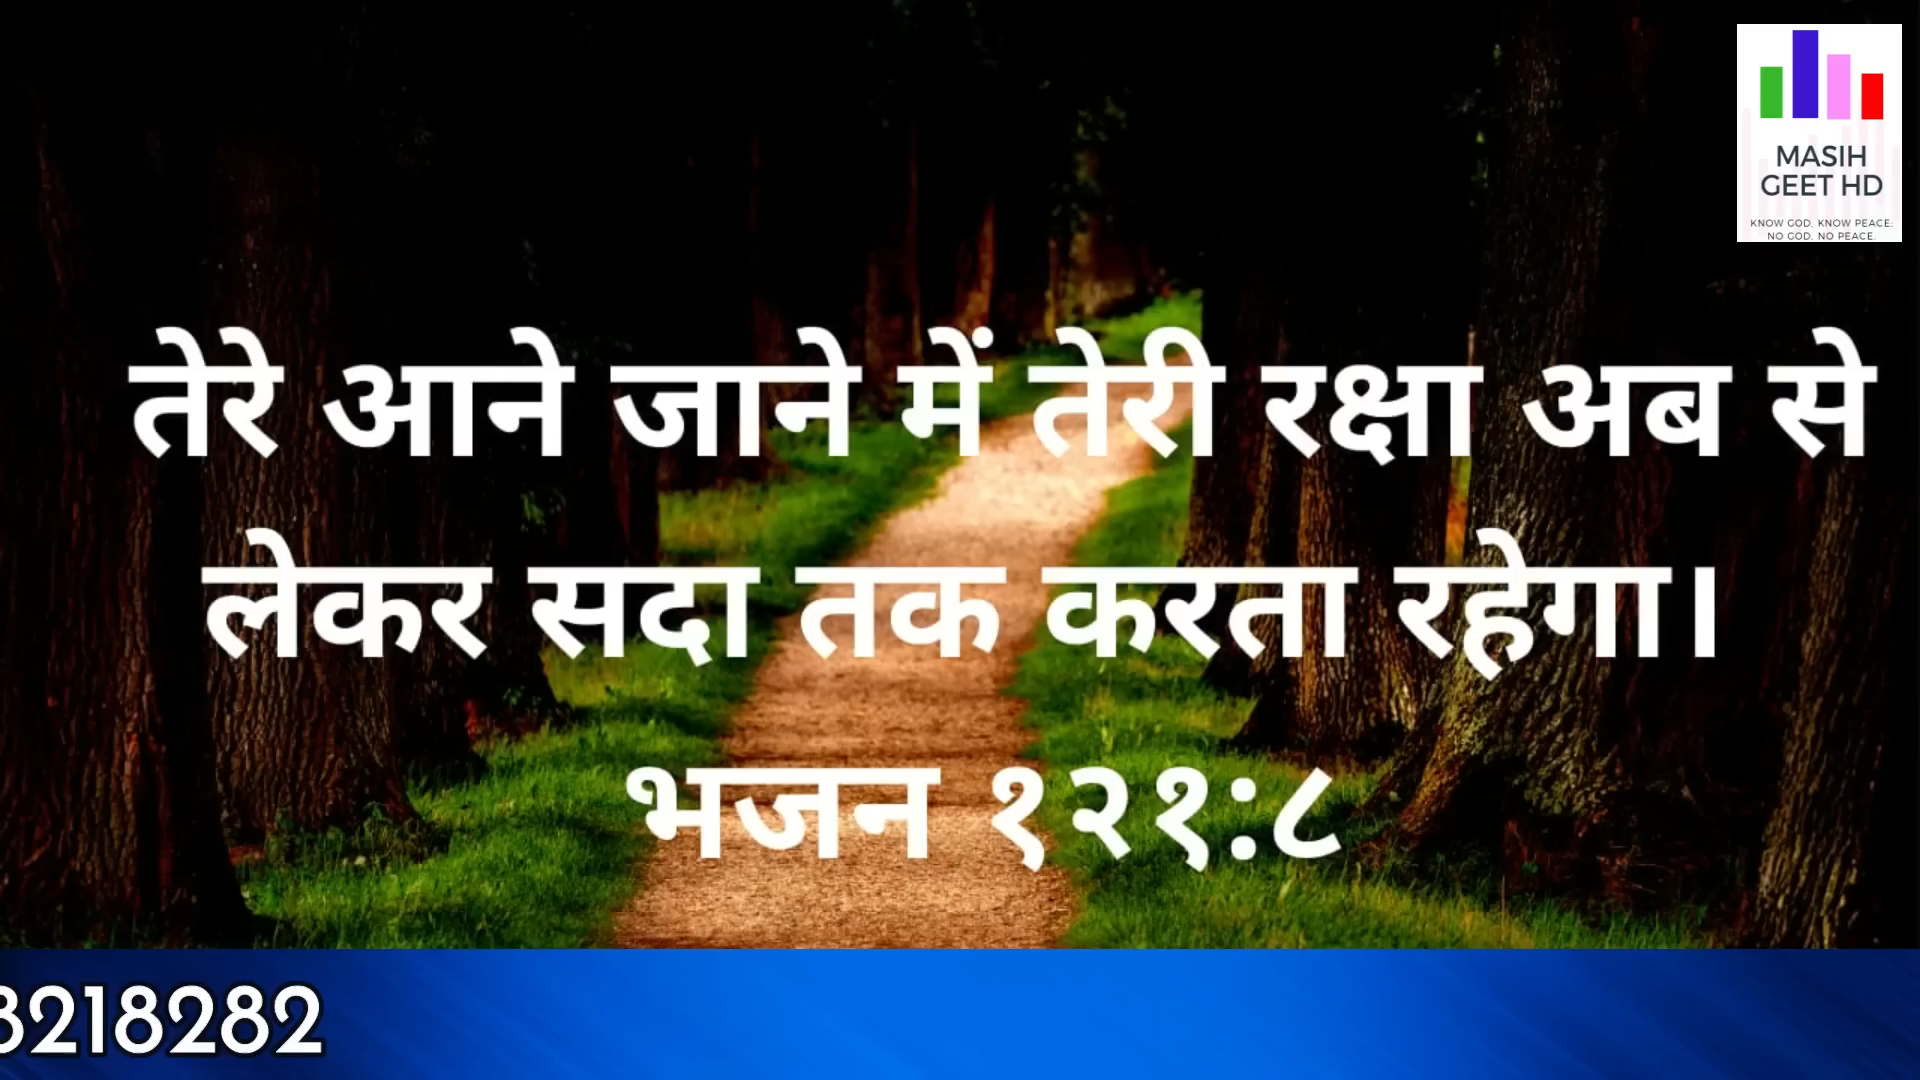 MASIH
GEET HD
KNOW GOD. KNOW PEACE;
NO GOD. NO PEACE.
तेरे आने जाने में तेरी रक्षा अब से
लेकर सदा तक करता रहेगा।
भजन १२१:८
8218282